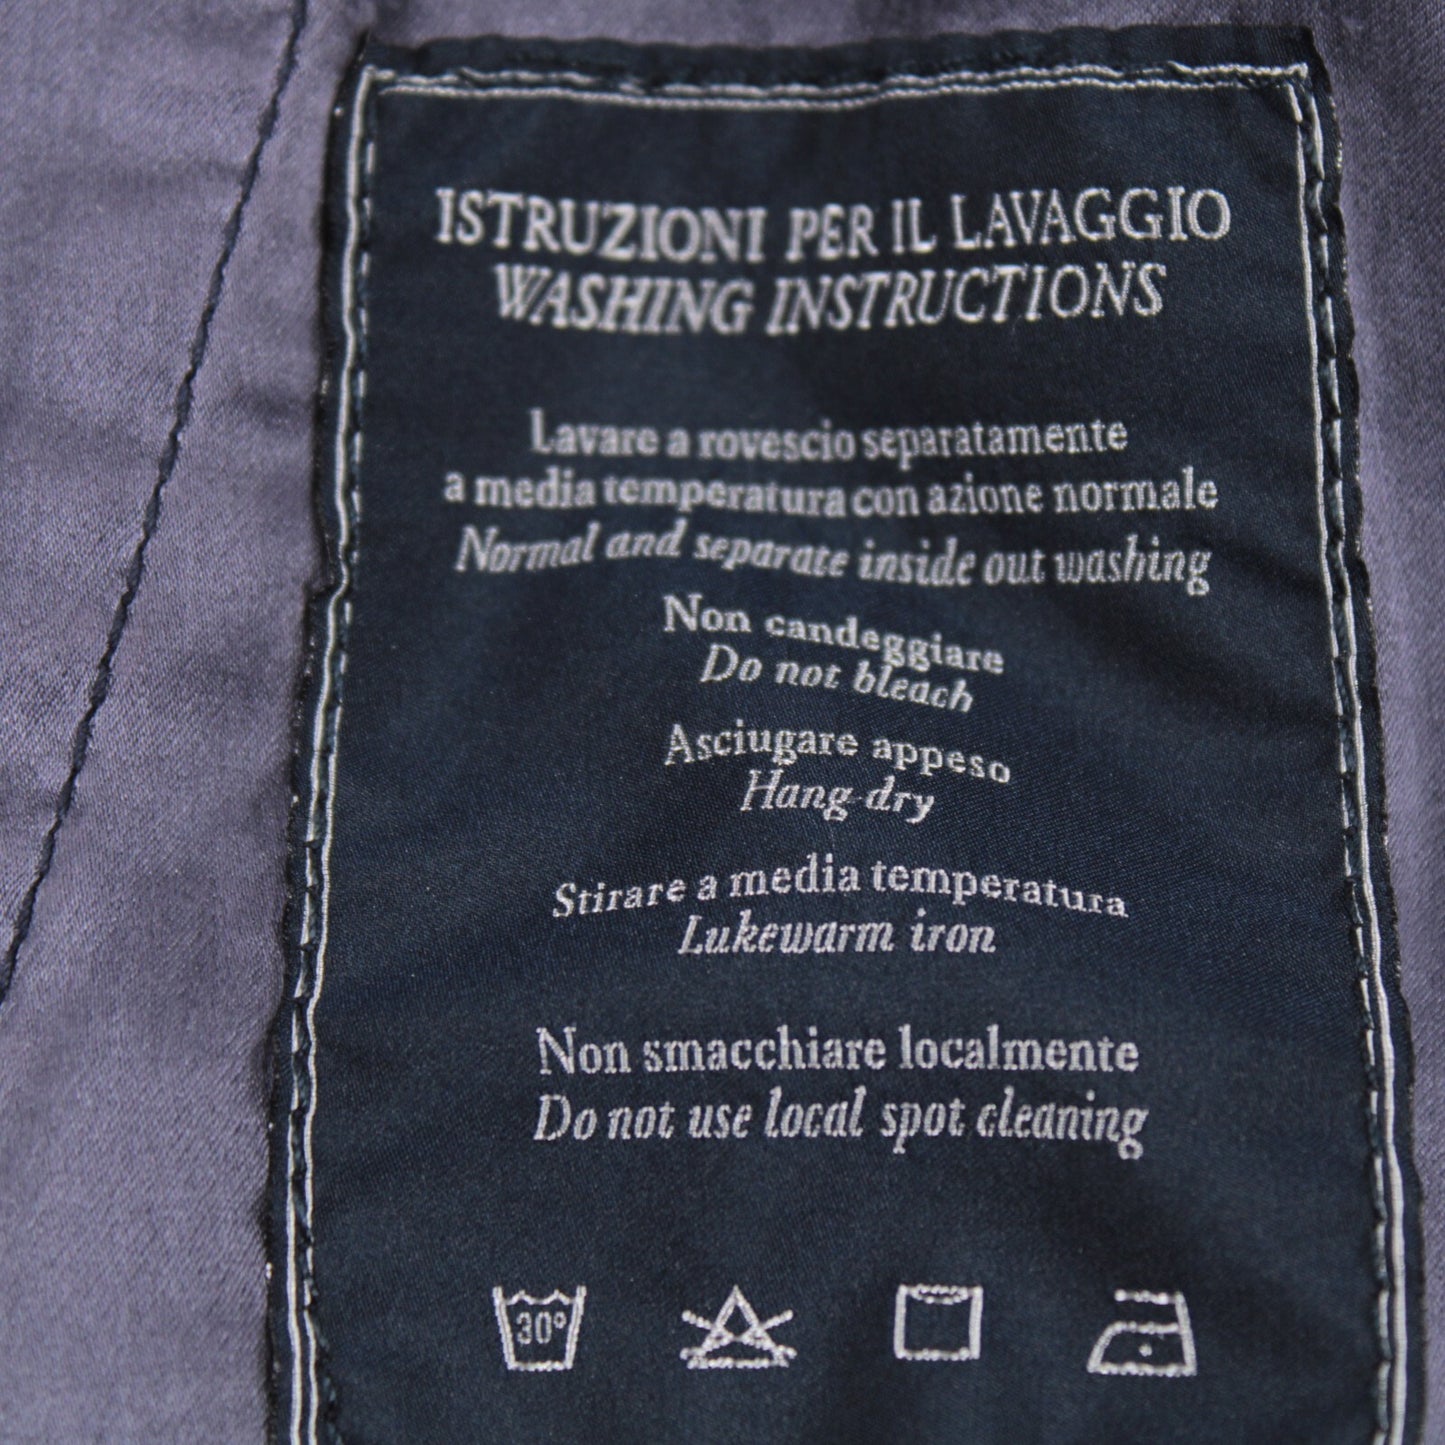 ISTRUZIONI PER IL LAVAGGIO
WASHING INSTRUCTIONS
Lavare a rovescio separatamente
a media temperatura con azione normale
Normal and separate inside out washing
Non candeggiare
Do not bleach
Asciugare appeso
Hang dry
Stirare a media temperatura
Lukewarm iron
Non smacchiare localmente
Do not use local spot cleaning
30°